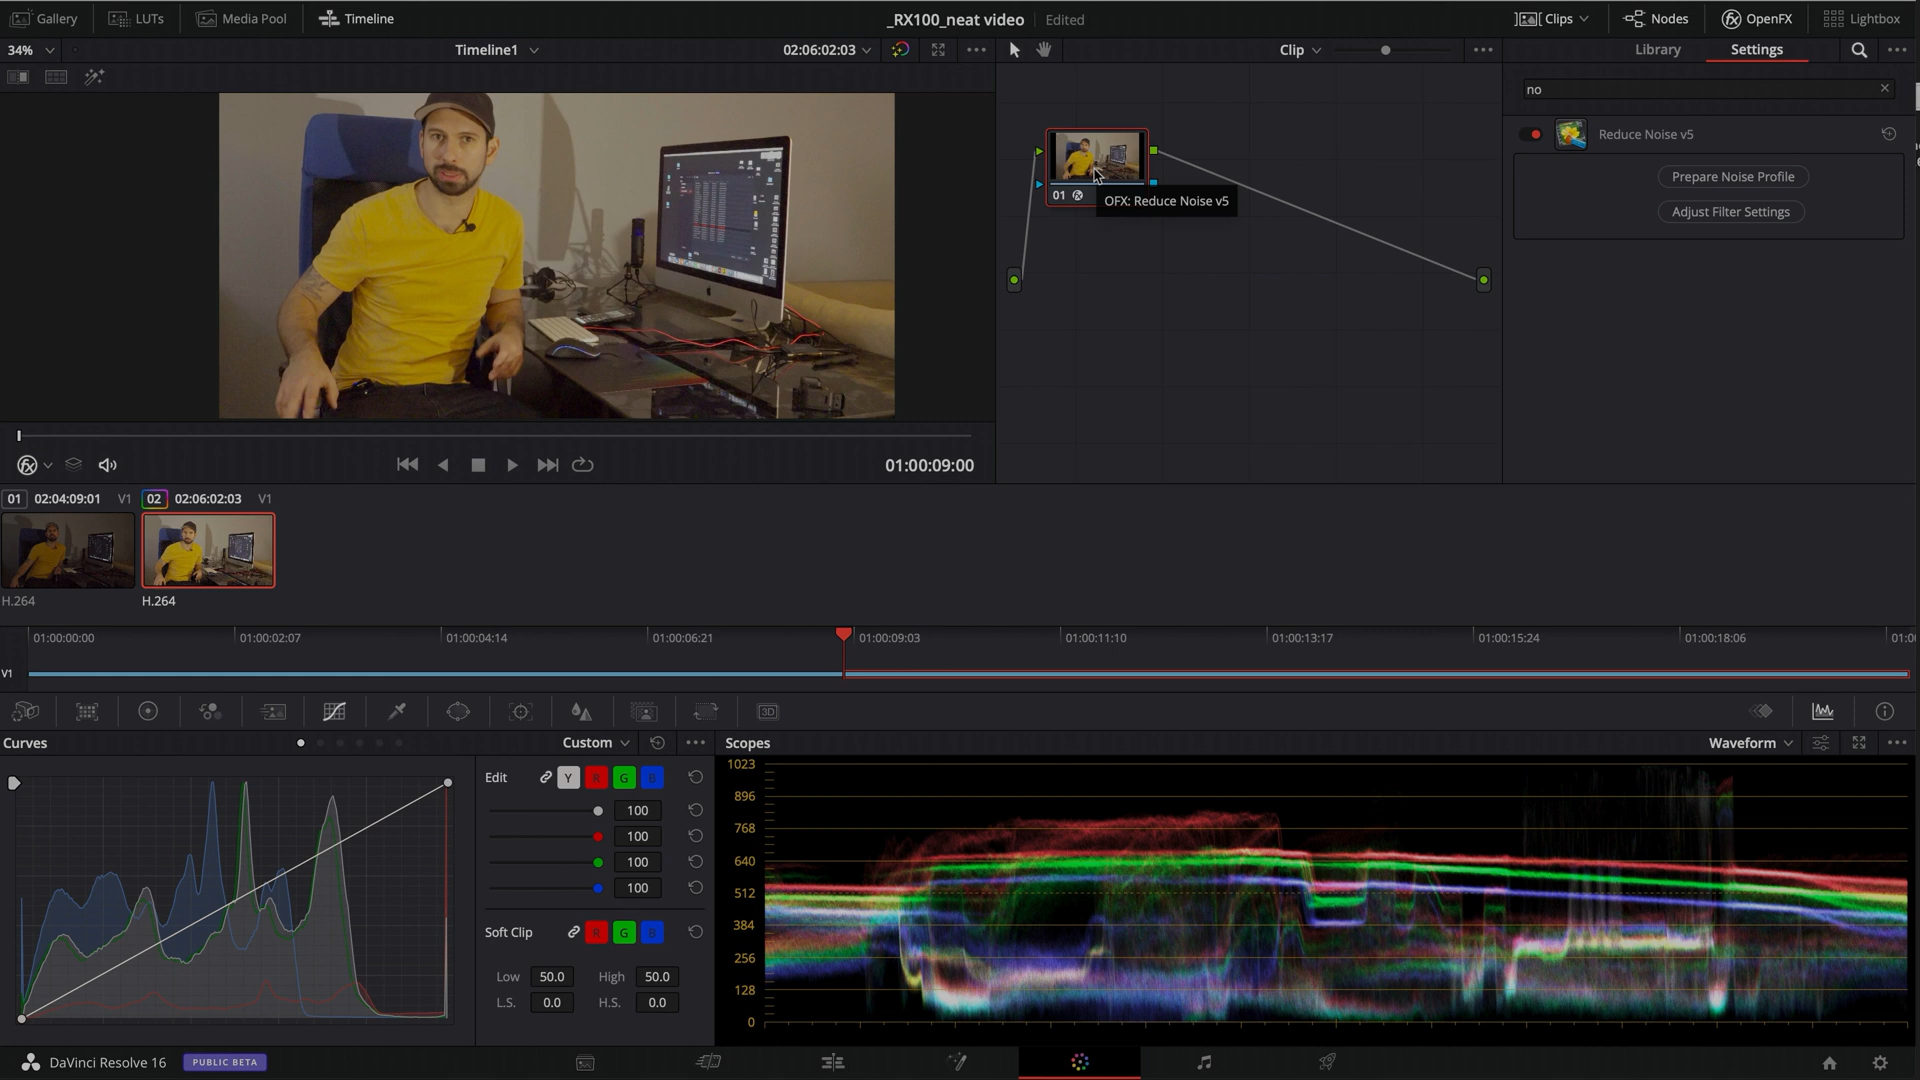 Gallery LUTs Media Pool Timeline _RX100_neat video Edited Clips Nodes OpenFX Lightbox
34% Timeline1 02:06:02:03 Clip Library Settings
no
Reduce Noise v5
Prepare Noise Profile
Adjust Filter Settings
01
OFX: Reduce Noise v5
01:00:09:00
01 02:04:09:01 V1 02 02:06:02:03 V1
H.264 H.264
01:00:00:00 01:00:02:07 01:00:04:14 01:00:06:21 01:00:09:03 01:00:11:10 01:00:13:17 01:00:15:24 01:00:18:06 01:0
V1
3D
Curves Custom Scopes Waveform
Edit Y R G B
100
100
100
100
Soft Clip R G B
Low 50.0 High 50.0
L.S. 0.0 H.S. 0.0
1023
896
768
640
512
384
256
128
0
DaVinci Resolve 16 PUBLIC BETA